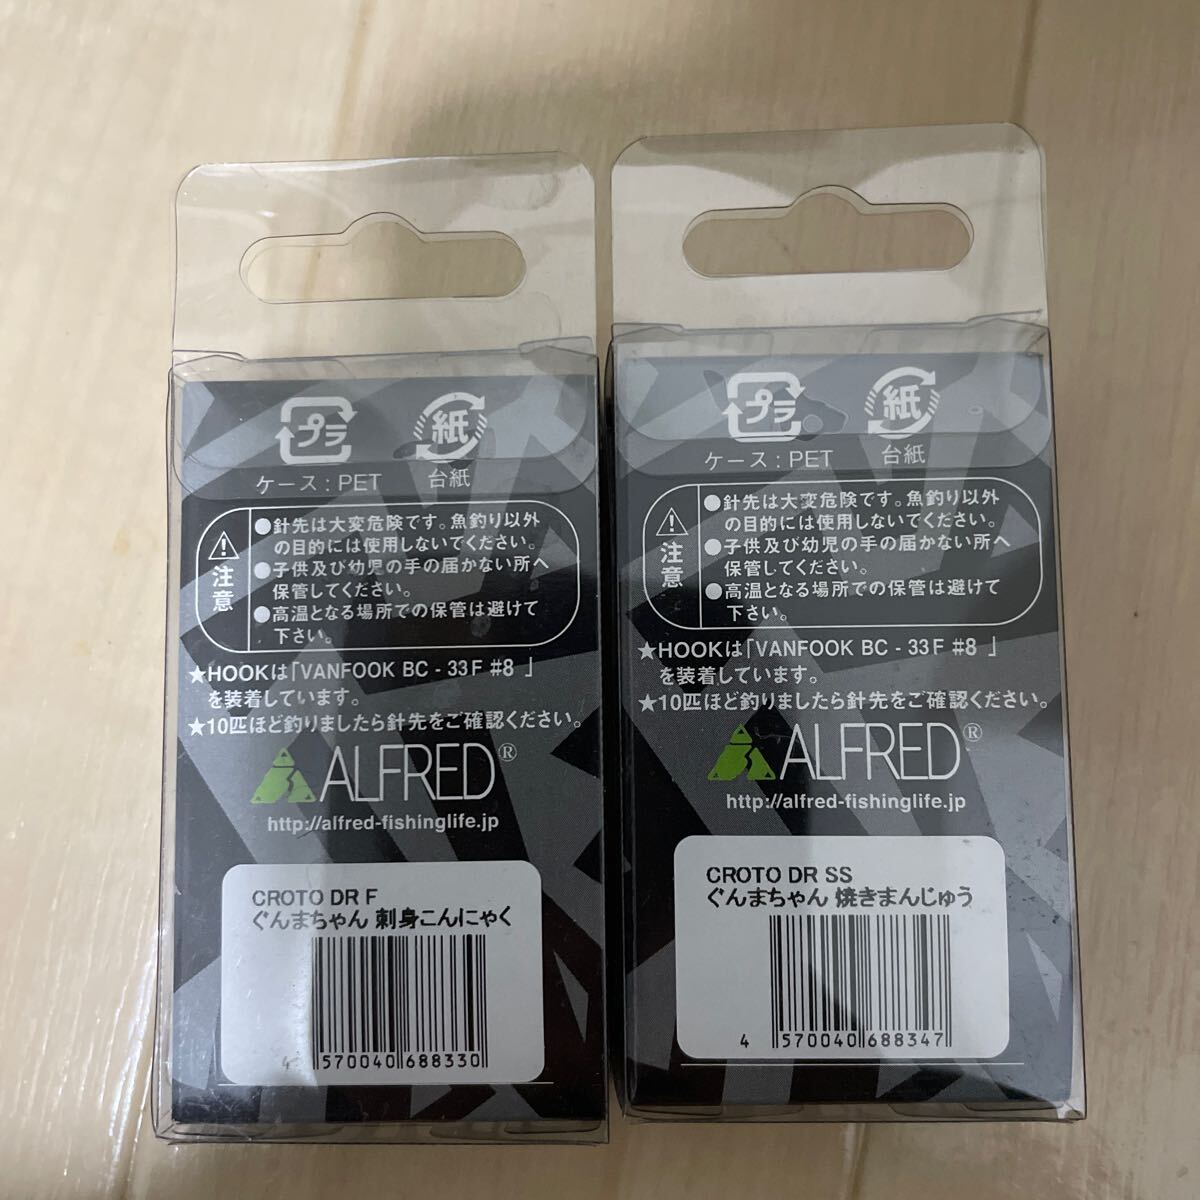 プラ
紙
ケース:PET
台紙
注意
●針先は大変危険です。魚釣り以外
の目的には使用しないでください。
●子供及び幼児の手の届かない所へ
保管してください。
●高温となる場所での保管は避けて
下さい。
★HOOKは「VANFOOK BC - 33F #8 」
を装着しています。
★10匹ほど釣りましたら針先をご確認ください。
ALFRED®
http://alfred-fishinglife.jp
CROTO DR F
ぐんまちゃん 刺身こんにゃく
4 570040 688330
プラ
紙
ケース:PET
台紙
注意
●針先は大変危険です。魚釣り以外
の目的には使用しないでください。
●子供及び幼児の手の届かない所へ
保管してください。
●高温となる場所での保管は避けて
下さい。
★HOOKは「VANFOOK BC - 33F #8 」
を装着しています。
★10匹ほど釣りましたら針先をご確認ください。
ALFRED®
http://alfred-fishinglife.jp
CROTO DR SS
ぐんまちゃん 焼きまんじゅう
4 570040 688347